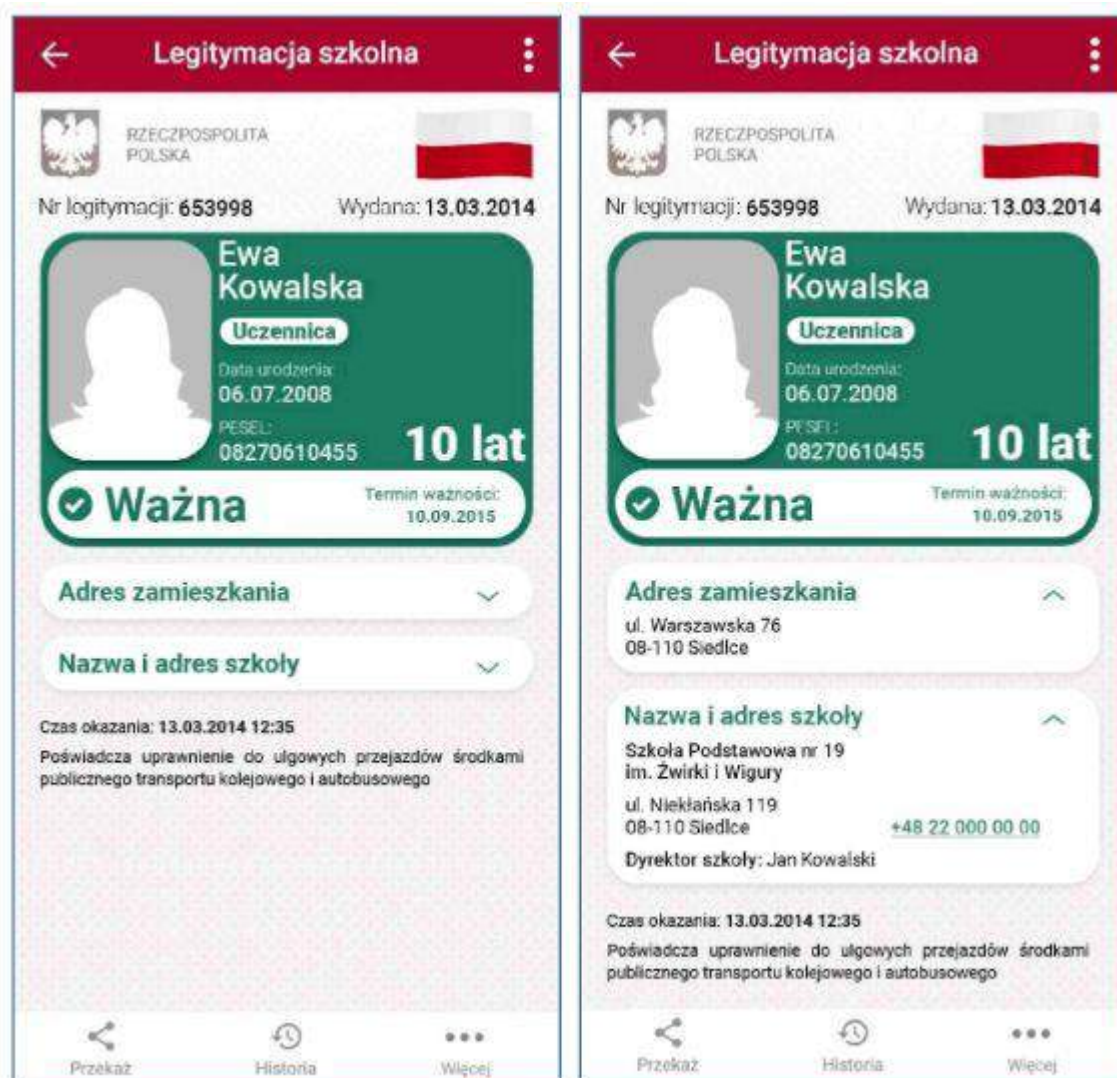 Legitymacja szkolna
RZECZPOSPOLITA
POLSKA
Nr legitymacji: 653998 Wydana: 13.03.2014
Ewa
Kowalska
Uczennica
Data urodzenia:
06.07.2008
PESEL:
08270610455
10 lat
Ważna
Termin ważności:
10.09.2015
Adres zamieszkania
Nazwa i adres szkoły
Czas okazania: 13.03.2014 12:35
Poświadcza uprawnienie do ulgowych przejazdów środkami
publicznego transportu kolejowego i autobusowego
Przekaż Historia Więcej
Legitymacja szkolna
RZECZPOSPOLITA
POLSKA
Nr legitymacji: 653998 Wydana: 13.03.2014
Ewa
Kowalska
Uczennica
Data urodzenia:
06.07.2008
PESEL:
08270610455
10 lat
Ważna
Termin ważności:
10.09.2015
Adres zamieszkania
ul. Warszawska 76
08-110 Siedlce
Nazwa i adres szkoły
Szkoła Podstawowa nr 19
im. Żwirki i Wigury
ul. Niekłańska 119
08-110 Siedlce +48 22 000 00 00
Dyrektor szkoły: Jan Kowalski
Czas okazania: 13.03.2014 12:35
Poświadcza uprawnienie do ulgowych przejazdów środkami
publicznego transportu kolejowego i autobusowego
Przekaż Historia Więcej